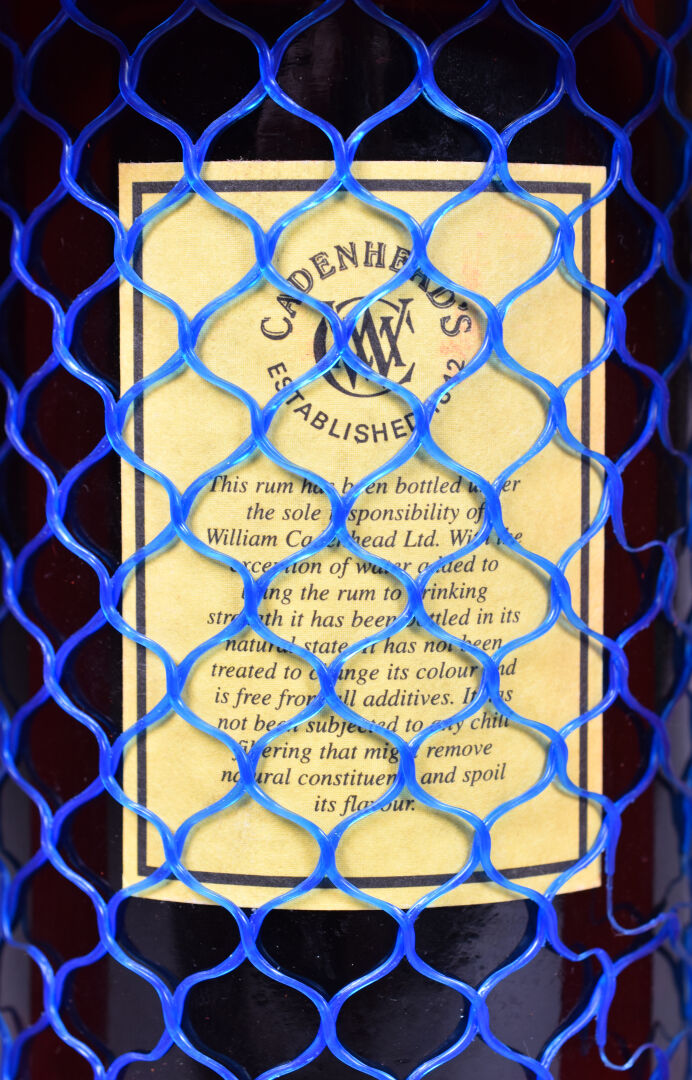 CADENHEAD'S
WC
ESTABLISHED 1842
This rum has been bottled under
the sole responsibility of
William Cadenhead Ltd. With the
exception of water added to
bring the rum to drinking
strength it has been bottled in its
natural state. It has not been
treated to change its colour and
is free from all additives. It has
not been subjected to any chill
filtering that might remove
natural constituents and spoil
its flavour.